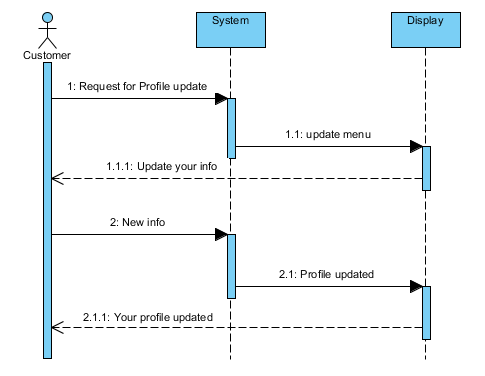 System
Display
Customer
1: Request for Profile update
1.1: update menu
1.1.1: Update your info
2: New info
2.1: Profile updated
2.1.1: Your profile updated